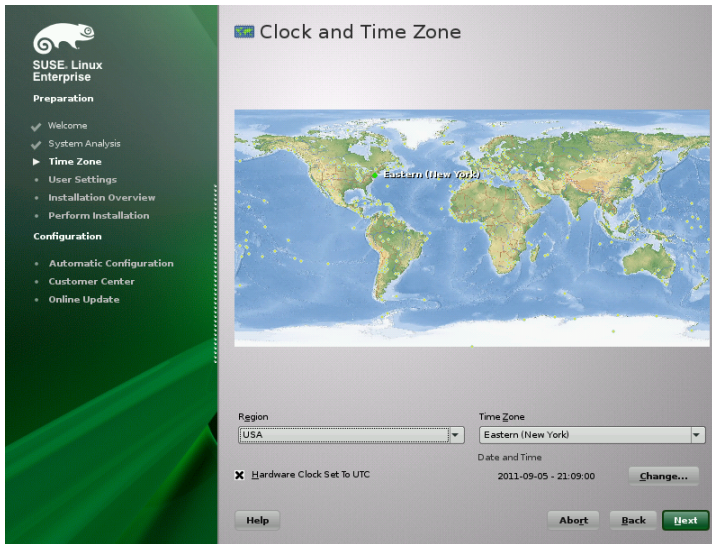 SUSE. Linux
Enterprise
Preparation
Welcome
System Analysis
Time Zone
User Settings
Installation Overview
Perform Installation
Configuration
Automatic Configuration
Customer Center
Online Update
Clock and Time Zone
Eastern (New York)
Region
USA
Time Zone
Eastern (New York)
Hardware Clock Set To UTC
Date and Time
2011-09-05 - 21:09:00
Change...
Help
Abort
Back
Next